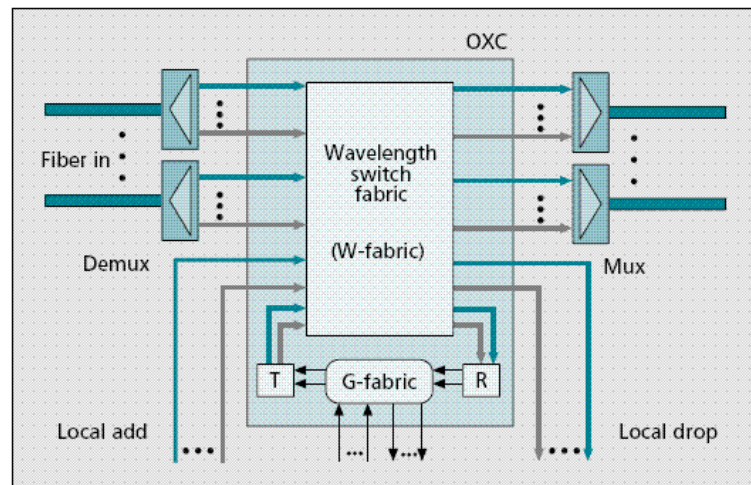 OXC
Fiber in
Wavelength
switch
fabric
(W-fabric)
Demux
Mux
T
G-fabric
R
Local add
Local drop